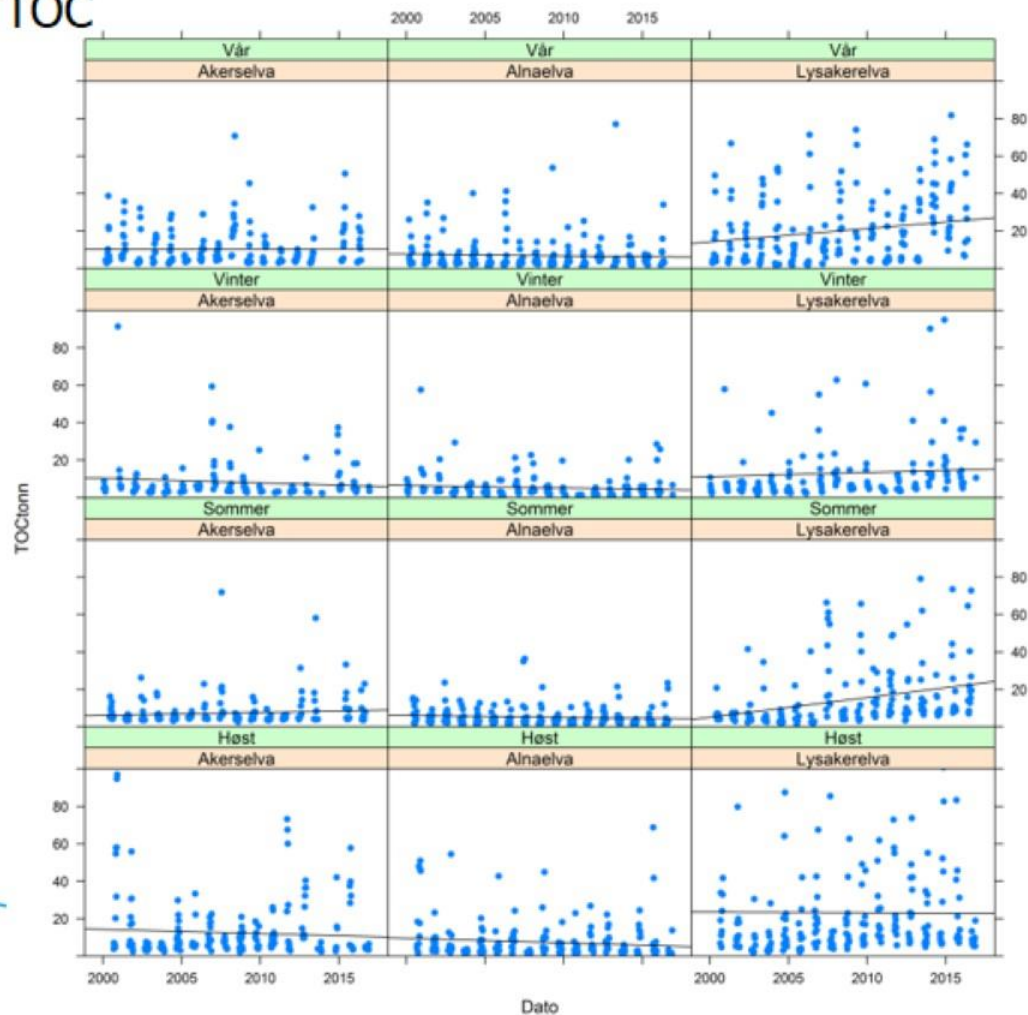 TOC
2000 2005 2010 2015
Vår Vår Vår
Akerselva Alnaelva Lysakerelva
80
60
40
20
Vinter Vinter Vinter
Akerselva Alnaelva Lysakerelva
80
60
40
20
Sommer Sommer Sommer
Akerselva Alnaelva Lysakerelva
80
60
40
20
Høst Høst Høst
Akerselva Alnaelva Lysakerelva
80
60
40
20
TOCtonn
2000 2005 2010 2015 2000 2005 2010 2015
Dato